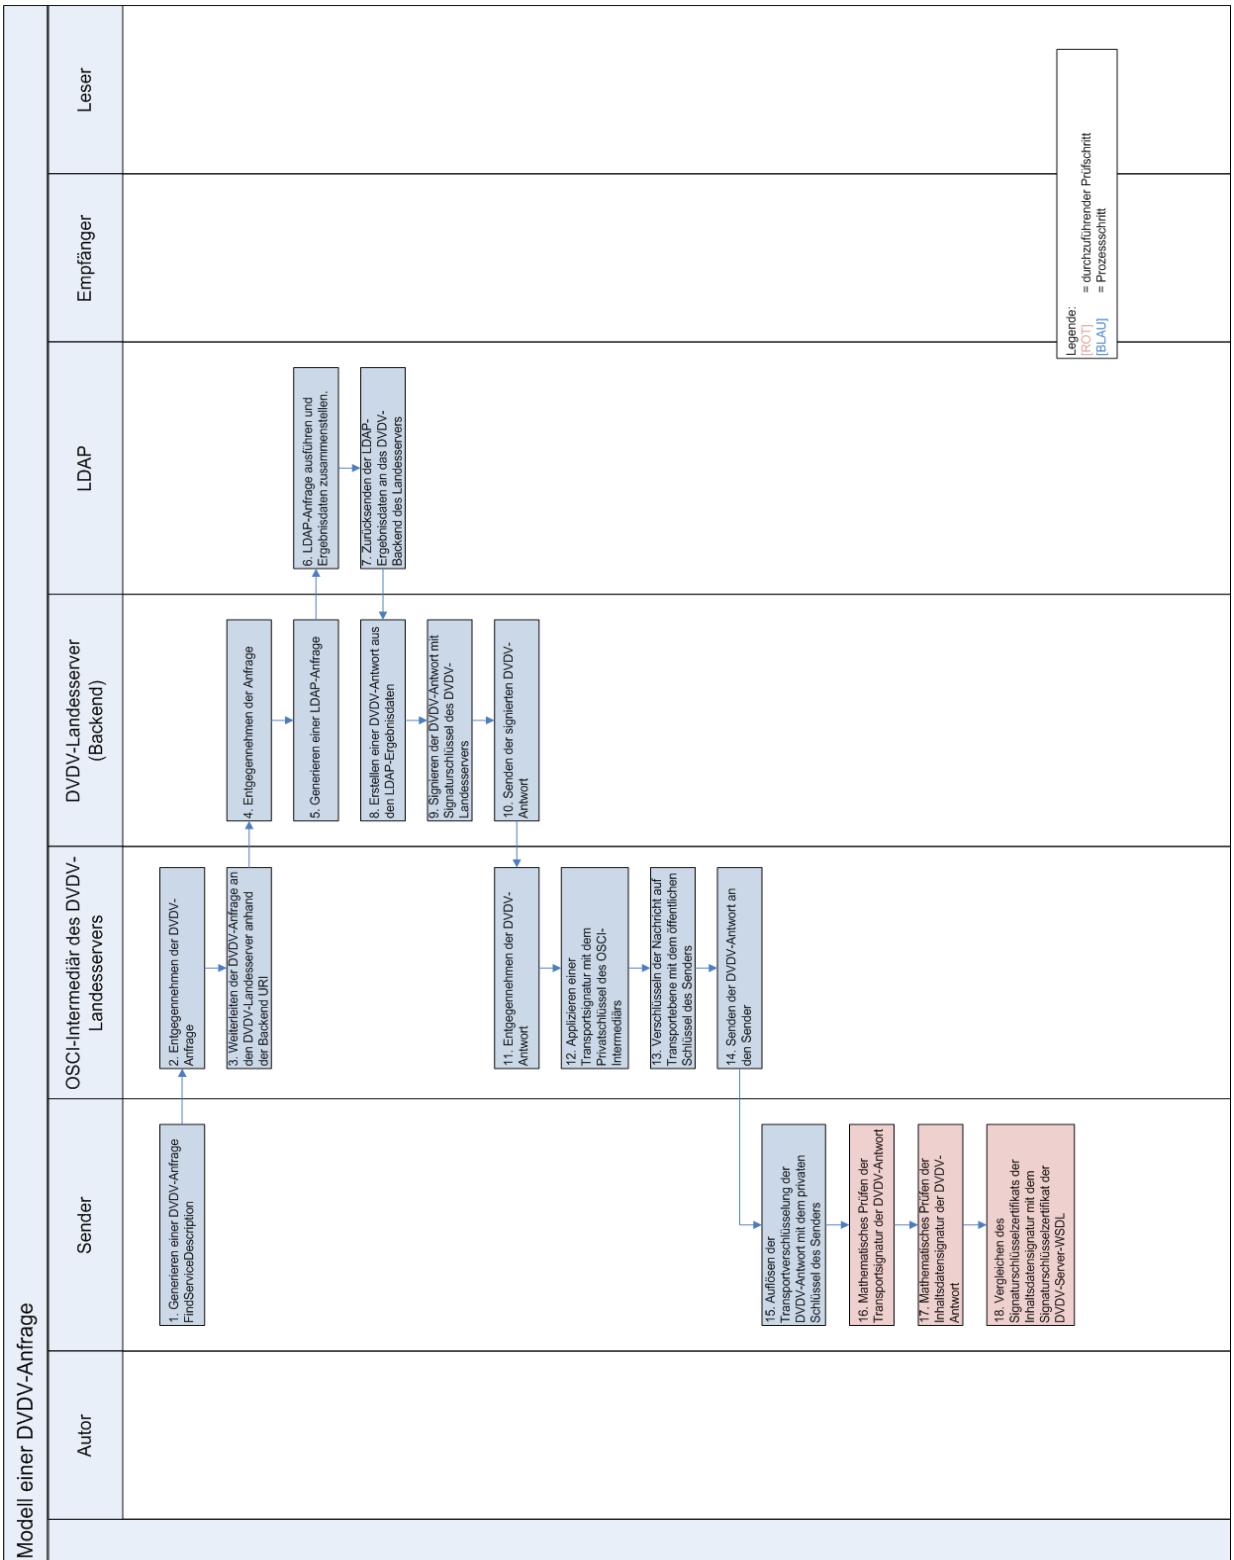 Modell einer DVDV-Anfrage
Autor
Sender
OSCI-Intermediär des DVDV-
Landesservers
DVDV-Landesserver
(Backend)
LDAP
Empfänger
Leser
1. Generieren einer DVDV-Anfrage
FindServiceDescription
2. Entgegennehmen der DVDV-
Anfrage
3. Weiterleiten der DVDV-Anfrage an
den DVDV-Landesserver anhand
der Backend URI
4. Entgegennehmen der Anfrage
5. Generieren einer LDAP-Anfrage
6. LDAP-Anfrage ausführen und
Ergebnisdaten zusammenstellen.
7. Zurücksenden der LDAP-
Ergebnisdaten an das DVDV-
Backend des Landesservers
8. Erstellen einer DVDV-Antwort aus
den LDAP-Ergebnisdaten
9. Signieren der DVDV-Antwort mit
Signaturschlüssel des DVDV-
Landesservers
10. Senden der signierten DVDV-
Antwort
11. Entgegennehmen der DVDV-
Antwort
12. Applizieren einer
Transportsignatur mit dem
Privatschlüssel des OSCI-
Intermediärs
13. Verschlüsseln der Nachricht auf
Transportebene mit dem öffentlichen
Schlüssel des Senders
14. Senden der DVDV-Antwort an
den Sender
15. Auflösen der
Transportverschlüsselung der
DVDV-Antwort mit dem privaten
Schlüssel des Senders
16. Mathematisches Prüfen der
Transportsignatur der DVDV-Antwort
17. Mathematisches Prüfen der
Inhaltsdatensignatur der DVDV-
Antwort
18. Vergleichen des
Signaturschlüsselzertifikats der
Inhaltsdatensignatur mit dem
Signaturschlüsselzertifikat der
DVDV-Server-WSDL
Legende:
[ROT] = durchzuführender Prüfschritt
[BLAU] = Prozessschritt